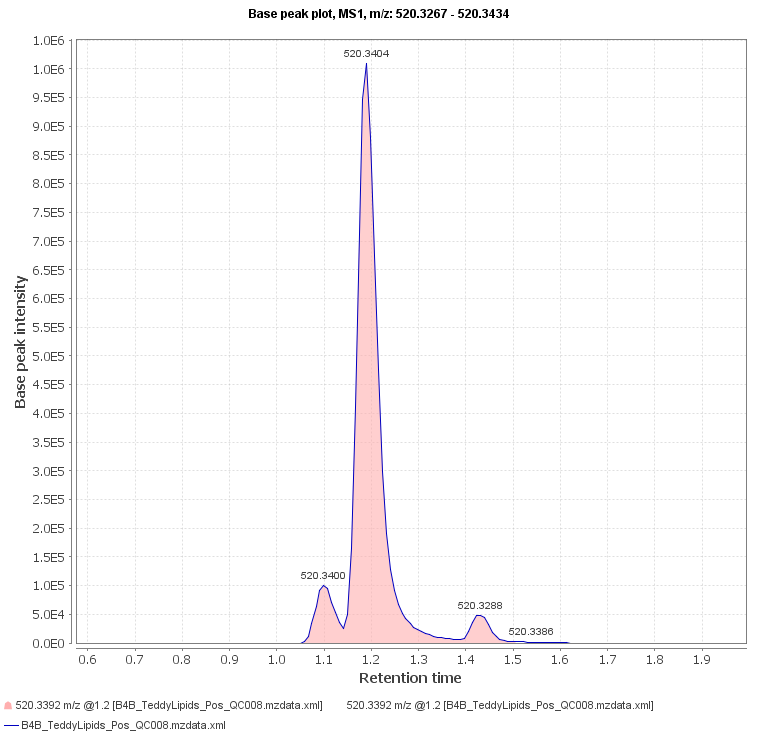 Base peak plot, MS1, m/z: 520.3267 - 520.3434
1.0E6
1.0E6
9.5E5
9.0E5
8.5E5
8.0E5
7.5E5
7.0E5
6.5E5
6.0E5
5.5E5
5.0E5
4.5E5
4.0E5
3.5E5
3.0E5
2.5E5
2.0E5
1.5E5
1.0E5
5.0E4
0.0E0
Base peak intensity
520.3404
520.3400
520.3288
520.3386
0.6 0.7 0.8 0.9 1.0 1.1 1.2 1.3 1.4 1.5 1.6 1.7 1.8 1.9
Retention time
520.3392 m/z @1.2 [B4B_TeddyLipids_Pos_QC008.mzdata.xml] 520.3392 m/z @1.2 [B4B_TeddyLipids_Pos_QC008.mzdata.xml]
B4B_TeddyLipids_Pos_QC008.mzdata.xml